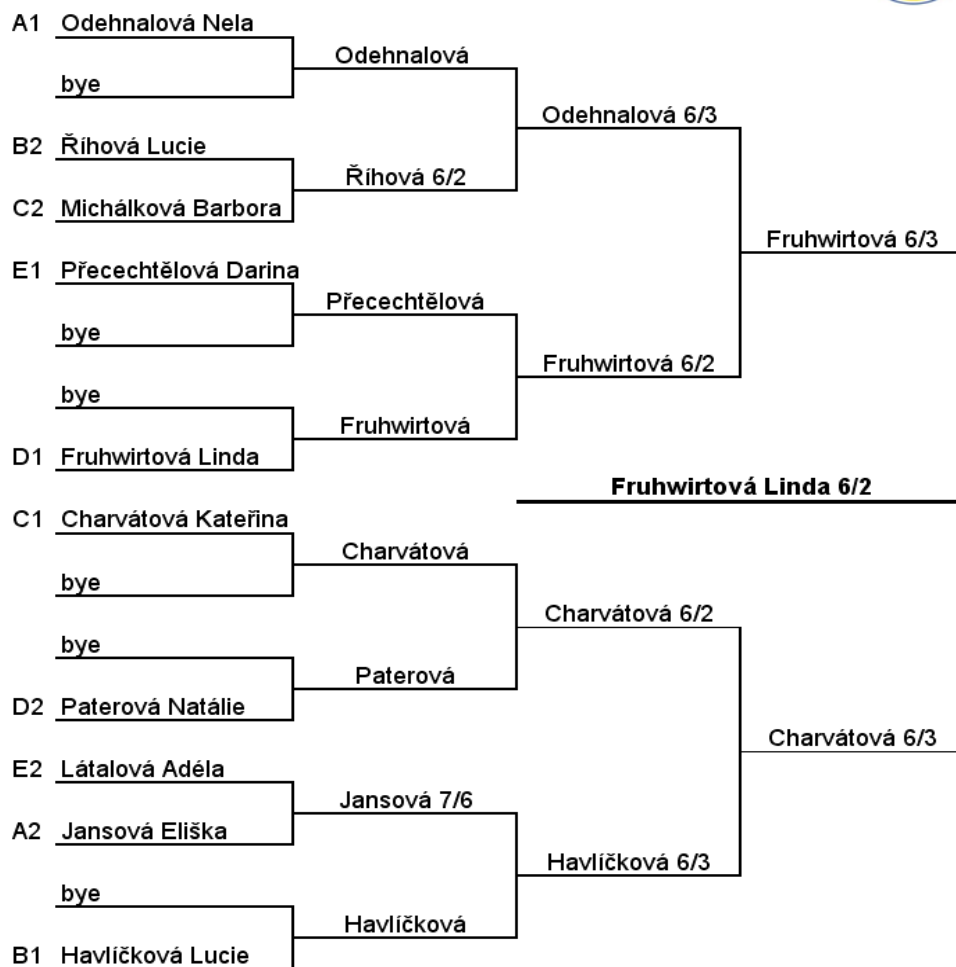 A1 Odehnalová Nela
Odehnalová
bye
Odehnalová 6/3
B2 Říhová Lucie
Říhová 6/2
C2 Michálková Barbora
Fruhwirtová 6/3
E1 Přecechtělová Darina
Přecechtělová
bye
Fruhwirtová 6/2
bye
Fruhwirtová
D1 Fruhwirtová Linda
Fruhwirtová Linda 6/2
C1 Charvátová Kateřina
Charvátová
bye
Charvátová 6/2
bye
Paterová
D2 Paterová Natálie
Charvátová 6/3
E2 Látalová Adéla
Jansová 7/6
A2 Jansová Eliška
Havlíčková 6/3
bye
Havlíčková
B1 Havlíčková Lucie